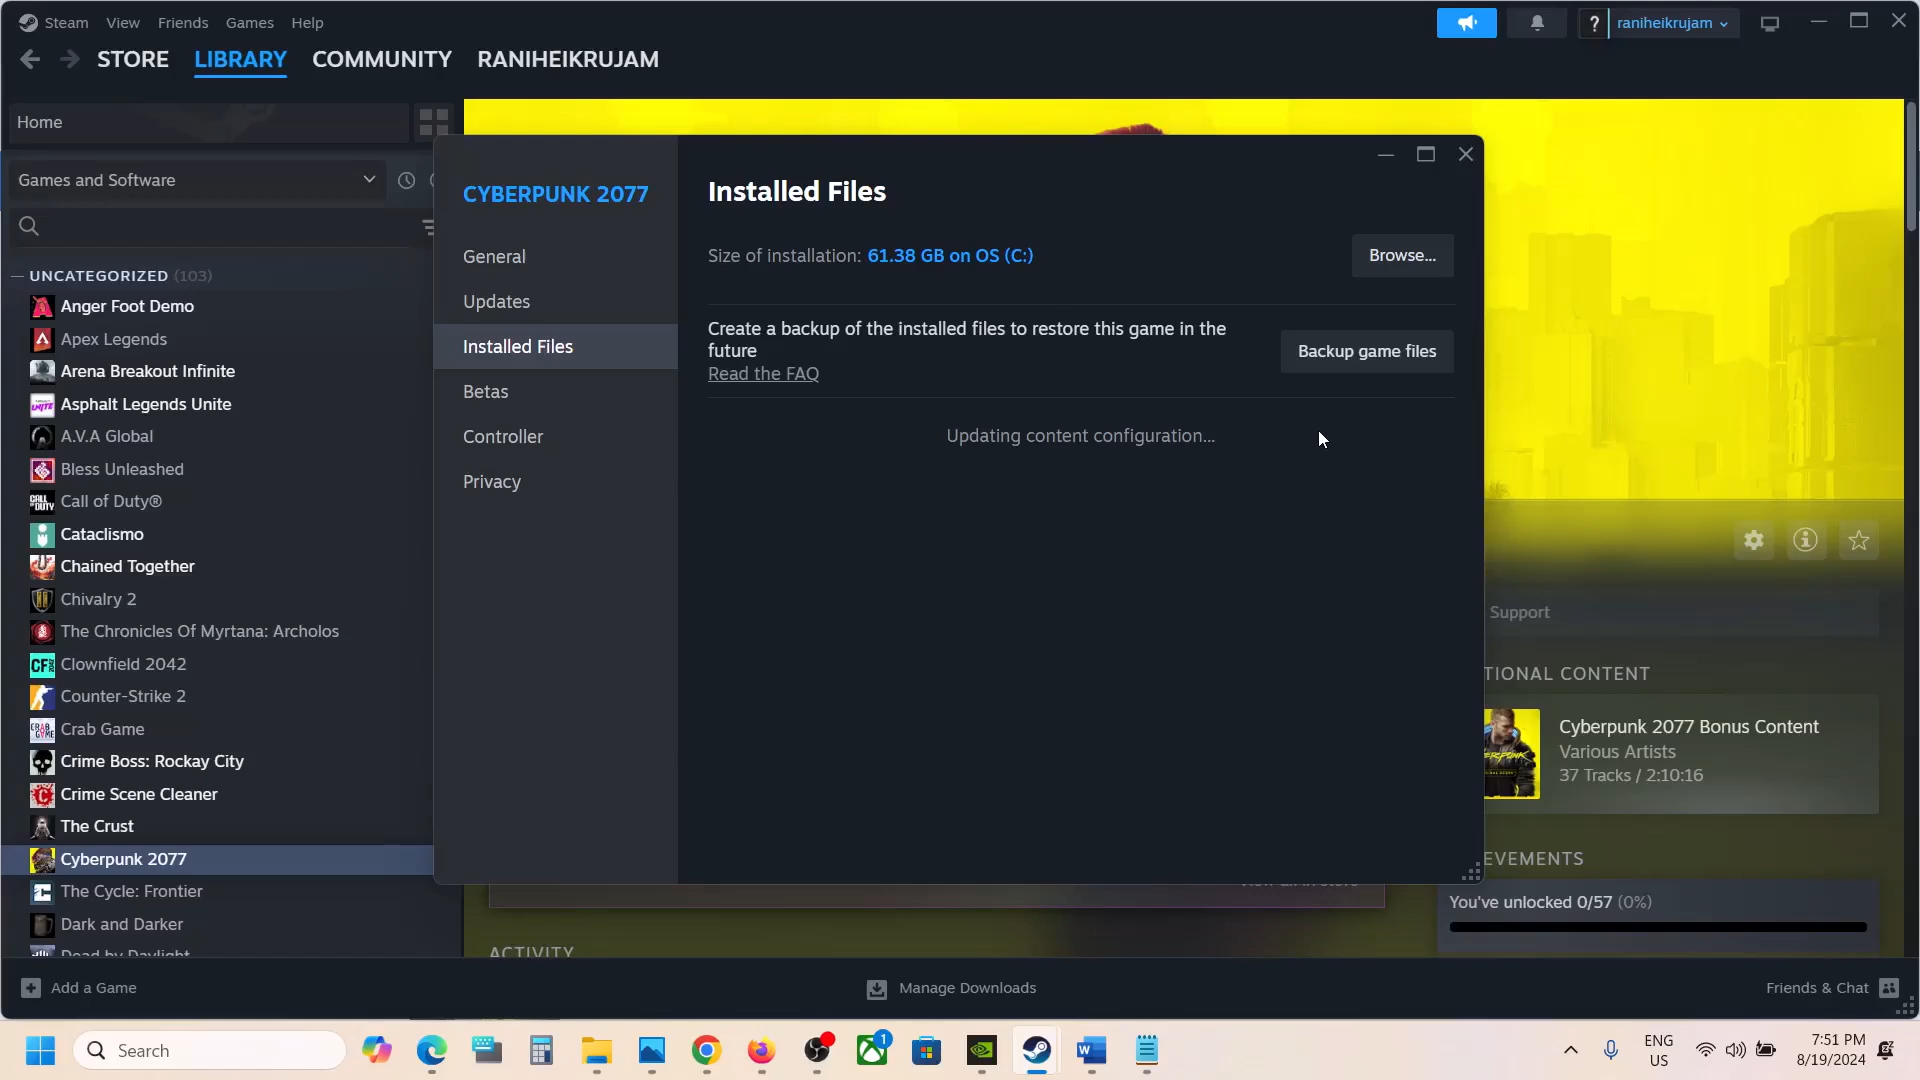 Steam View Friends Games Help
? raniheikrujam
STORE LIBRARY COMMUNITY RANIHEIKRUJAM
Home
Games and Software
UNCATEGORIZED (103)
Anger Foot Demo
Apex Legends
Arena Breakout Infinite
Asphalt Legends Unite
A.V.A Global
Bless Unleashed
Call of Duty®
Cataclismo
Chained Together
Chivalry 2
The Chronicles Of Myrtana: Archolos
Clownfield 2042
Counter-Strike 2
Crab Game
Crime Boss: Rockay City
Crime Scene Cleaner
The Crust
Cyberpunk 2077
The Cycle: Frontier
Dark and Darker
Dead by Daylight
CYBERPUNK 2077
General
Updates
Installed Files
Betas
Controller
Privacy
Installed Files
Size of installation: 61.38 GB on OS (C:)
Browse...
Create a backup of the installed files to restore this game in the
future
Read the FAQ
Backup game files
Updating content configuration...
Support
TIONAL CONTENT
Cyberpunk 2077 Bonus Content
Various Artists
37 Tracks / 2:10:16
EVEMENTS
You've unlocked 0/57 (0%)
ACTIVITY
Add a Game
Manage Downloads
Friends & Chat
Search
1
ENG
US
7:51 PM
8/19/2024